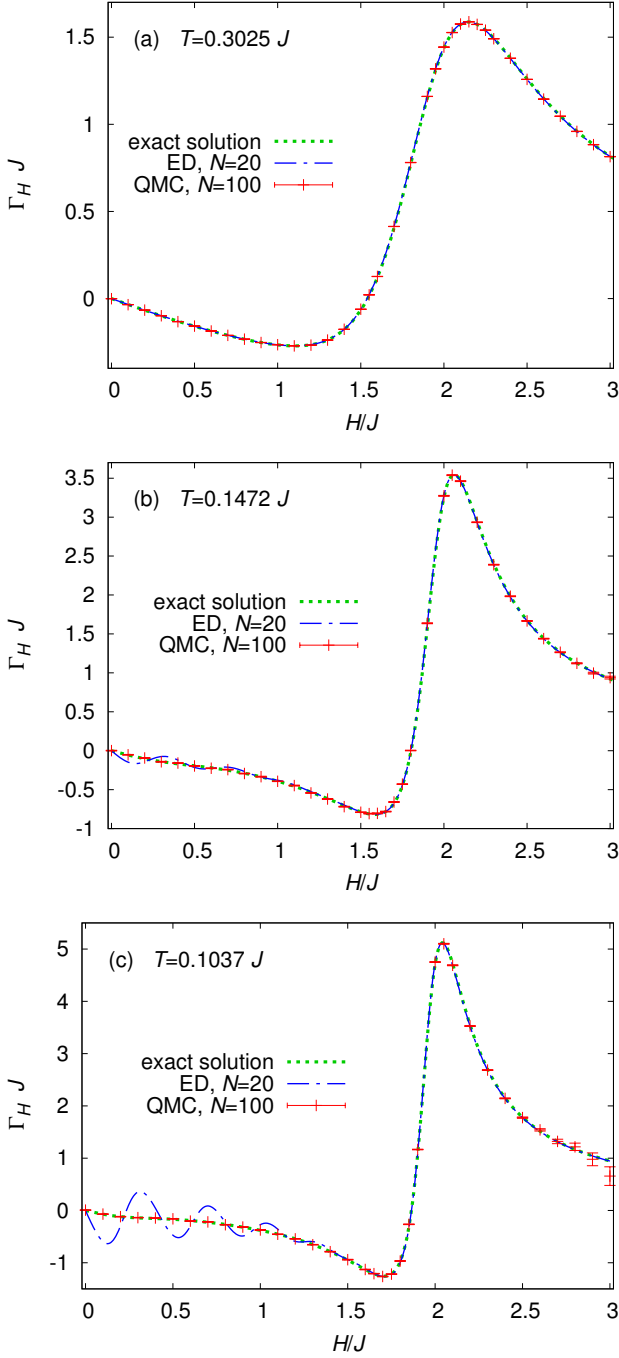 (a) T=0.3025 J
1.5
1
0.5
0
Γ_H J
exact solution
ED, N=20
QMC, N=100
0 0.5 1 1.5 2 2.5 3
H/J
(b) T=0.1472 J
3.5
3
2.5
2
1.5
1
0.5
0
-0.5
-1
Γ_H J
exact solution
ED, N=20
QMC, N=100
0 0.5 1 1.5 2 2.5 3
H/J
(c) T=0.1037 J
5
4
3
2
1
0
-1
Γ_H J
exact solution
ED, N=20
QMC, N=100
0 0.5 1 1.5 2 2.5 3
H/J